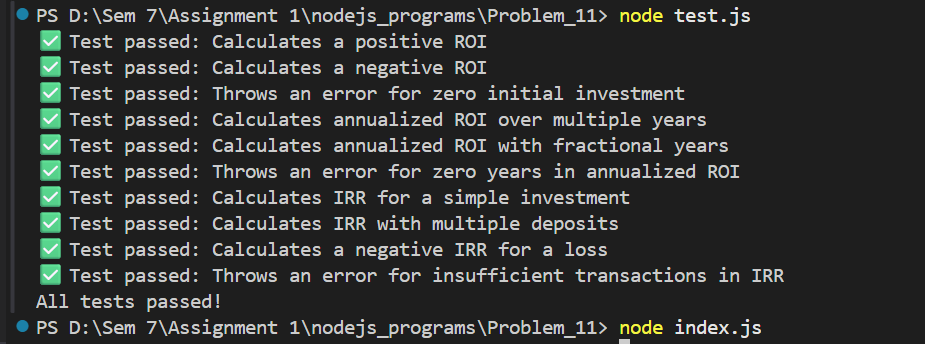 PS D:\Sem 7\Assignment 1\nodejs_programs\Problem_11> node test.js
✅ Test passed: Calculates a positive ROI
✅ Test passed: Calculates a negative ROI
✅ Test passed: Throws an error for zero initial investment
✅ Test passed: Calculates annualized ROI over multiple years
✅ Test passed: Calculates annualized ROI with fractional years
✅ Test passed: Throws an error for zero years in annualized ROI
✅ Test passed: Calculates IRR for a simple investment
✅ Test passed: Calculates IRR with multiple deposits
✅ Test passed: Calculates a negative IRR for a loss
✅ Test passed: Throws an error for insufficient transactions in IRR
All tests passed!
PS D:\Sem 7\Assignment 1\nodejs_programs\Problem_11> node index.js